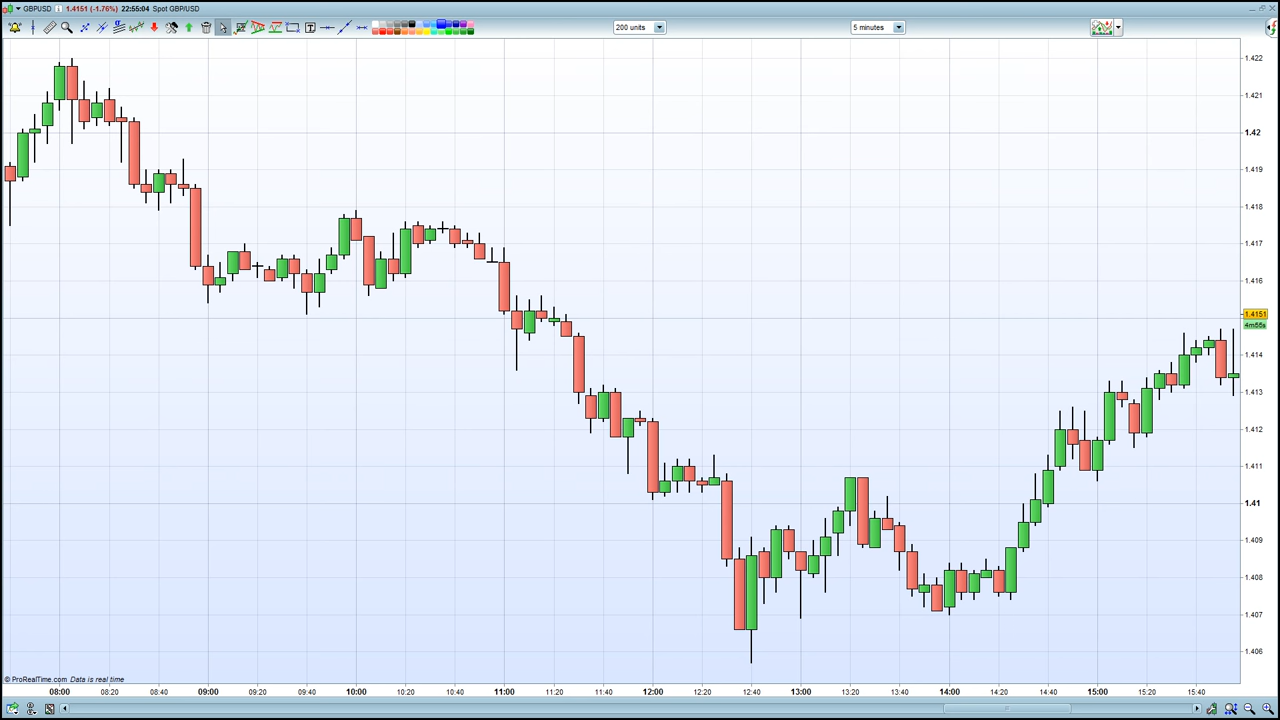 GBPUSD 1.4151 (-1.76%) 22:55:04 Spot GBP/USD
200 units
5 minutes
1.422
1.421
1.42
1.419
1.418
1.417
1.416
1.4151
4m56s
1.414
1.413
1.412
1.411
1.41
1.409
1.408
1.407
1.406
© ProRealTime.com Data is real time
08:00 08:20 08:40 09:00 09:20 09:40 10:00 10:20 10:40 11:00 11:20 11:40 12:00 12:20 12:40 13:00 13:20 13:40 14:00 14:20 14:40 15:00 15:20 15:40